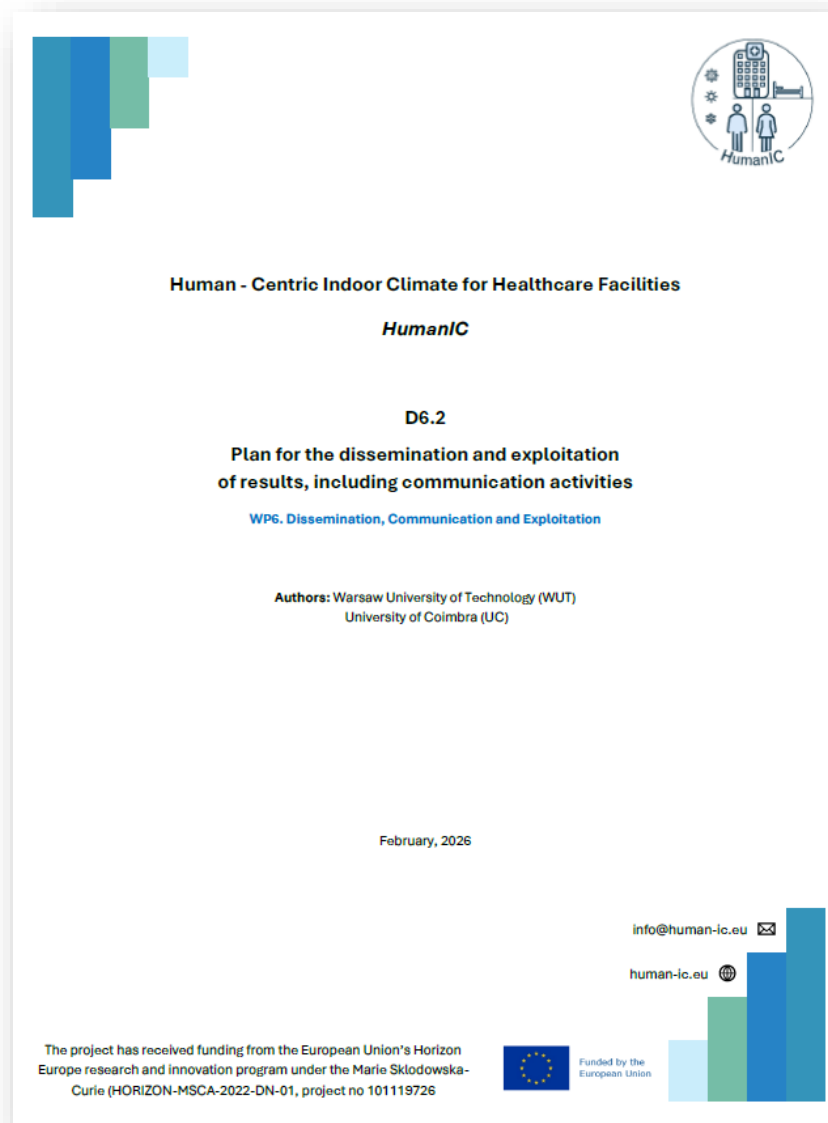 HumanIC
Human - Centric Indoor Climate for Healthcare Facilities
HumanIC
D6.2
Plan for the dissemination and exploitation
of results, including communication activities
WP6. Dissemination, Communication and Exploitation
Authors: Warsaw University of Technology (WUT)
University of Coimbra (UC)
February, 2026
info@human-ic.eu
human-ic.eu
The project has received funding from the European Union's Horizon
Europe research and innovation program under the Marie Sklodowska-
Curie (HORIZON-MSCA-2022-DN-01, project no 101119726
Funded by the
European Union